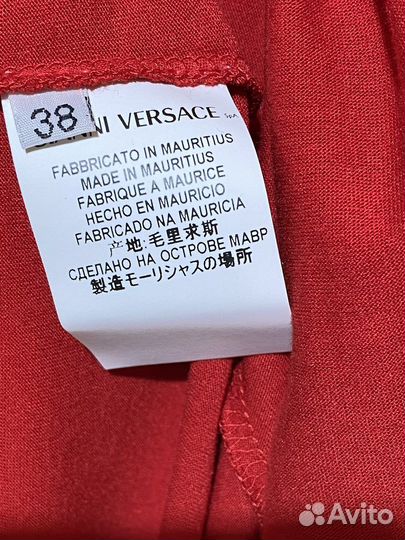 38
VERSACE SpA
FABBRICATO IN MAURITIUS
MADE IN MAURITIUS
FABRIQUE A MAURICE
HECHO EN MAURICIO
FABRICADO NA MAURICIA
产地:毛里求斯
СДЕЛАНО НА ОСТРОВЕ МАВР
製造モーリシャスの場所
Avito